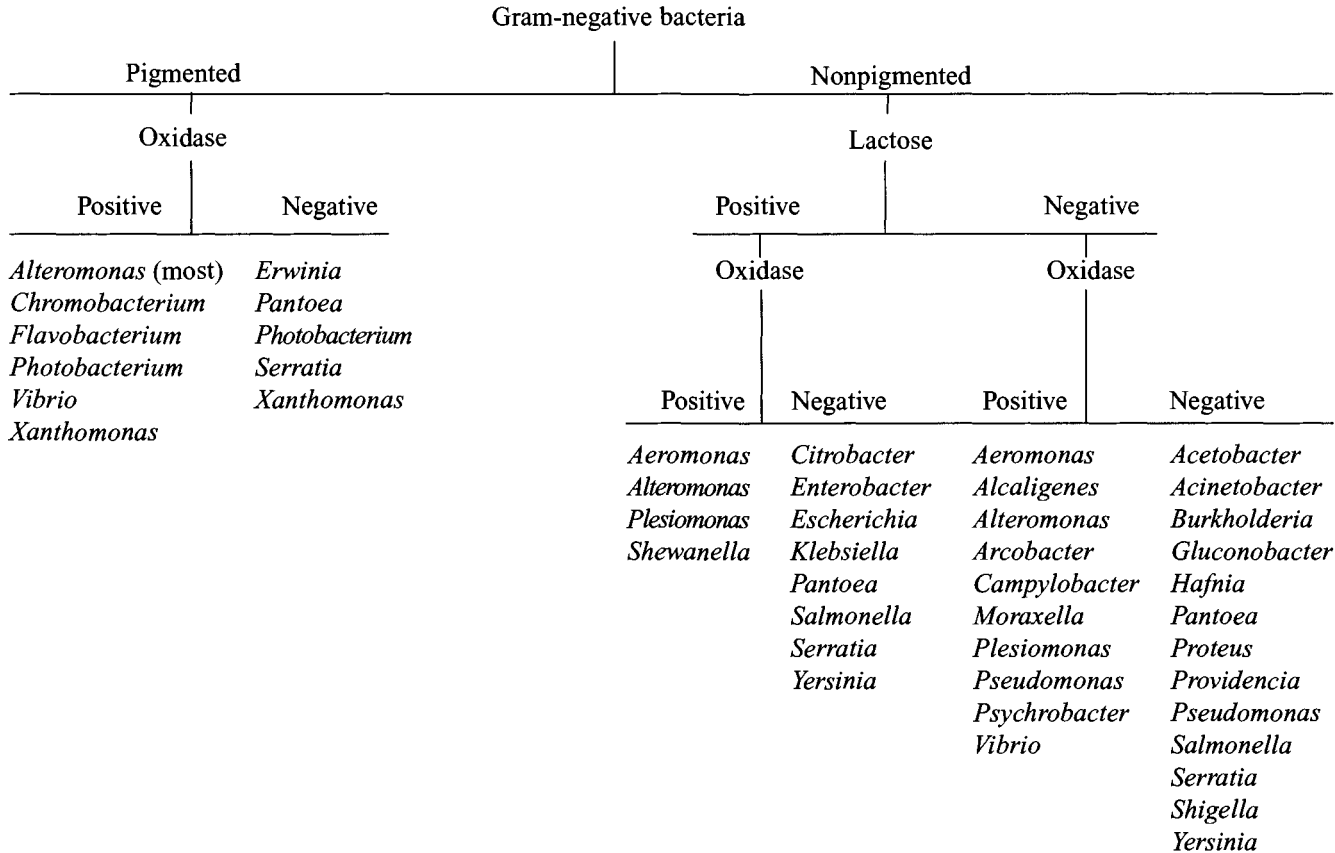 Gram-negative bacteria
Pigmented
Nonpigmented
Oxidase
Lactose
Positive Negative
Positive Negative
Alteromonas (most)
Chromobacterium
Flavobacterium
Photobacterium
Vibrio
Xanthomonas
Erwinia
Pantoea
Photobacterium
Serratia
Xanthomonas
Oxidase
Oxidase
Positive Negative
Positive Negative
Aeromonas
Alteromonas
Plesiomonas
Shewanella
Citrobacter
Enterobacter
Escherichia
Klebsiella
Pantoea
Salmonella
Serratia
Yersinia
Aeromonas
Alcaligenes
Alteromonas
Arcobacter
Campylobacter
Moraxella
Plesiomonas
Pseudomonas
Psychrobacter
Vibrio
Acetobacter
Acinetobacter
Burkholderia
Gluconobacter
Hafnia
Pantoea
Proteus
Providencia
Pseudomonas
Salmonella
Serratia
Shigella
Yersinia